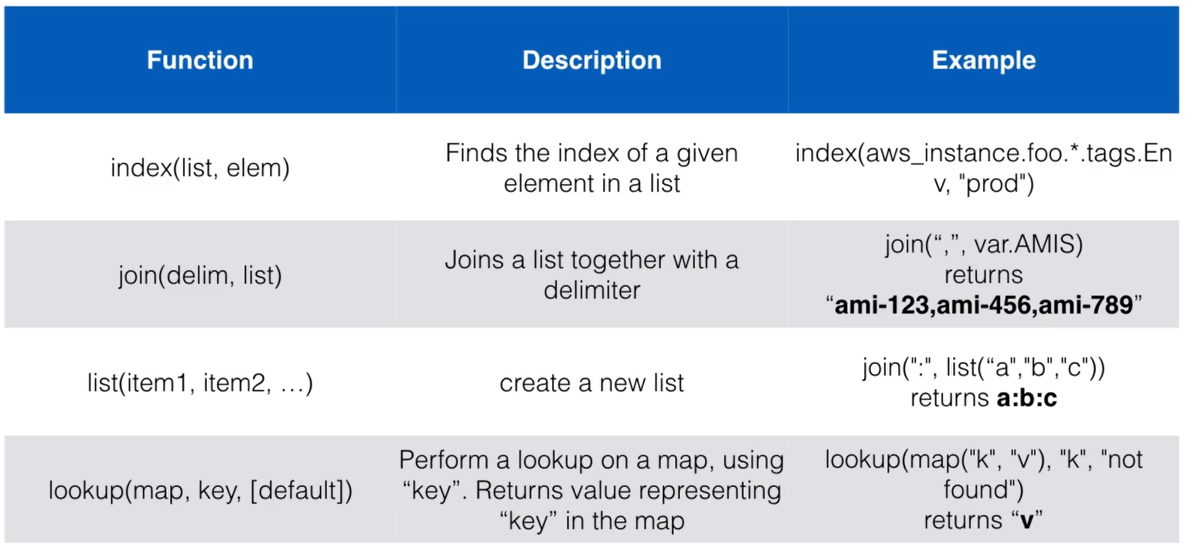 Function Description Example
index(list, elem)
Finds the index of a given
element in a list
index(aws_instance.foo.*.tags.En
v, "prod")
join(delim, list)
Joins a list together with a
delimiter
join(“,”, var.AMIS)
returns
“ami-123,ami-456,ami-789”
list(item1, item2, …)
create a new list
join(":", list(“a”,"b","c"))
returns a:b:c
lookup(map, key, [default])
Perform a lookup on a map, using
“key”. Returns value representing
“key” in the map
lookup(map("k", "v"), "k", "not
found")
returns “v”